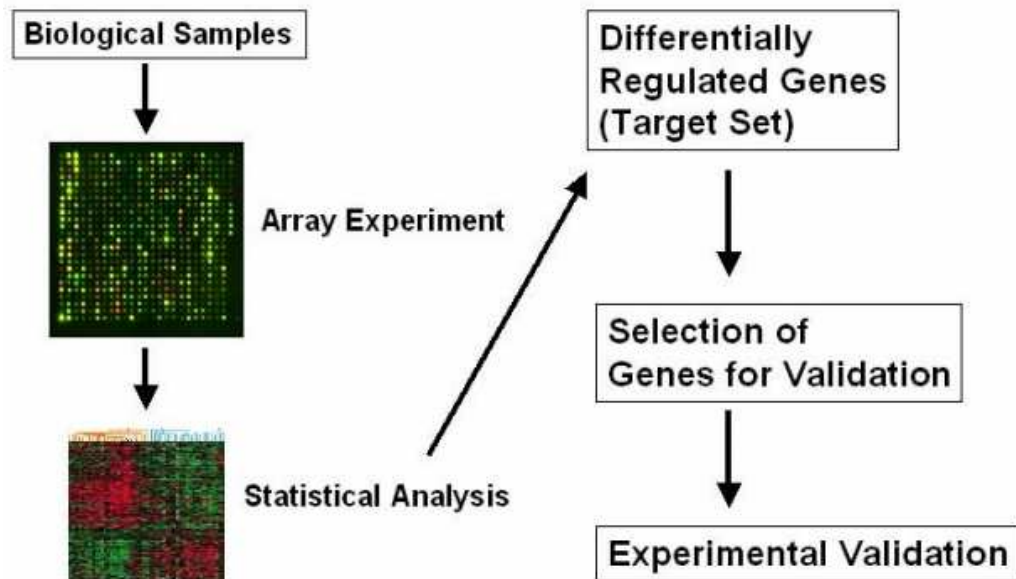 Biological Samples
Array Experiment
Statistical Analysis
Differentially
Regulated Genes
(Target Set)
Selection of
Genes for Validation
Experimental Validation